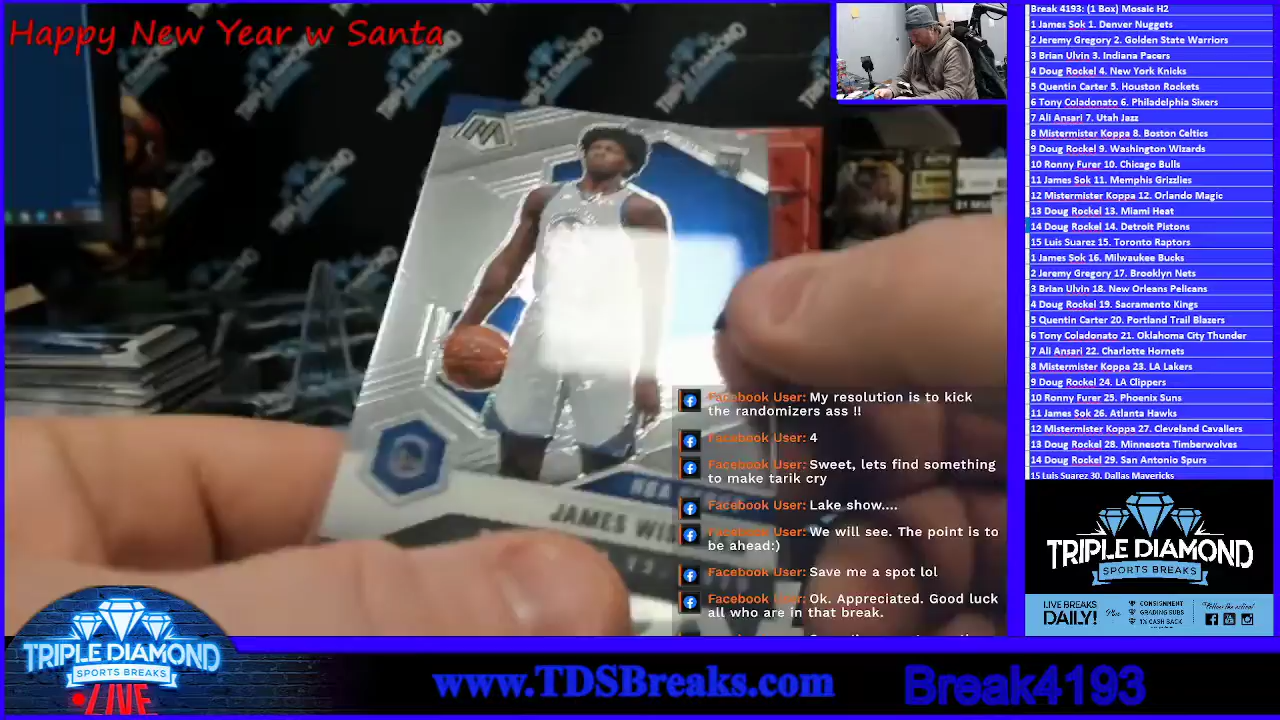 Happy New Year w Santa
JAMES WIS
NBA
Facebook User: My resolution is to kick
the randomizers ass !!
Facebook User: 4
Facebook User: Sweet, lets find something
to make tarik cry
Facebook User: Lake show....
Facebook User: We will see. The point is to
be ahead:)
Facebook User: Save me a spot lol
Facebook User: Ok. Appreciated. Good luck
all who are in that break.
Break 4193: (1 Box) Mosaic H2
1 James Sok 1. Denver Nuggets
2 Jeremy Gregory 2. Golden State Warriors
3 Brian Ulvin 3. Indiana Pacers
4 Doug Rockel 4. New York Knicks
5 Quentin Carter 5. Houston Rockets
6 Tony Coladonato 6. Philadelphia Sixers
7 Ali Ansari 7. Utah Jazz
8 Mistermister Koppa 8. Boston Celtics
9 Doug Rockel 9. Washington Wizards
10 Ronny Furer 10. Chicago Bulls
11 James Sok 11. Memphis Grizzlies
12 Mistermister Koppa 12. Orlando Magic
13 Doug Rockel 13. Miami Heat
14 Doug Rockel 14. Detroit Pistons
15 Luis Suarez 15. Toronto Raptors
1 James Sok 16. Milwaukee Bucks
2 Jeremy Gregory 17. Brooklyn Nets
3 Brian Ulvin 18. New Orleans Pelicans
4 Doug Rockel 19. Sacramento Kings
5 Quentin Carter 20. Portland Trail Blazers
6 Tony Coladonato 21. Oklahoma City Thunder
7 Ali Ansari 22. Charlotte Hornets
8 Mistermister Koppa 23. LA Lakers
9 Doug Rockel 24. LA Clippers
10 Ronny Furer 25. Phoenix Suns
11 James Sok 26. Atlanta Hawks
12 Mistermister Koppa 27. Cleveland Cavaliers
13 Doug Rockel 28. Minnesota Timberwolves
14 Doug Rockel 29. San Antonio Spurs
15 Luis Suarez 30. Dallas Mavericks
TRIPLE DIAMOND
SPORTS BREAKS
LIVE BREAKS
DAILY!
CONSIGNMENT
GRADING SUBS
1% CASH BACK
TRIPLE DIAMOND
SPORTS BREAKS
LIVE
www.TDSBreaks.com
Break4193